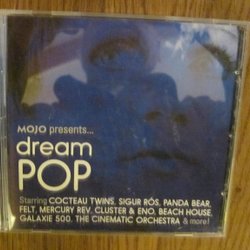 MOJO presents...
dream
POP
Starring COCTEAU TWINS, SIGUR RÓS, PANDA BEAR,
FELT, MERCURY REV, CLUSTER & ENO, BEACH HOUSE,
GALAXIE 500, THE CINEMATIC ORCHESTRA & more!